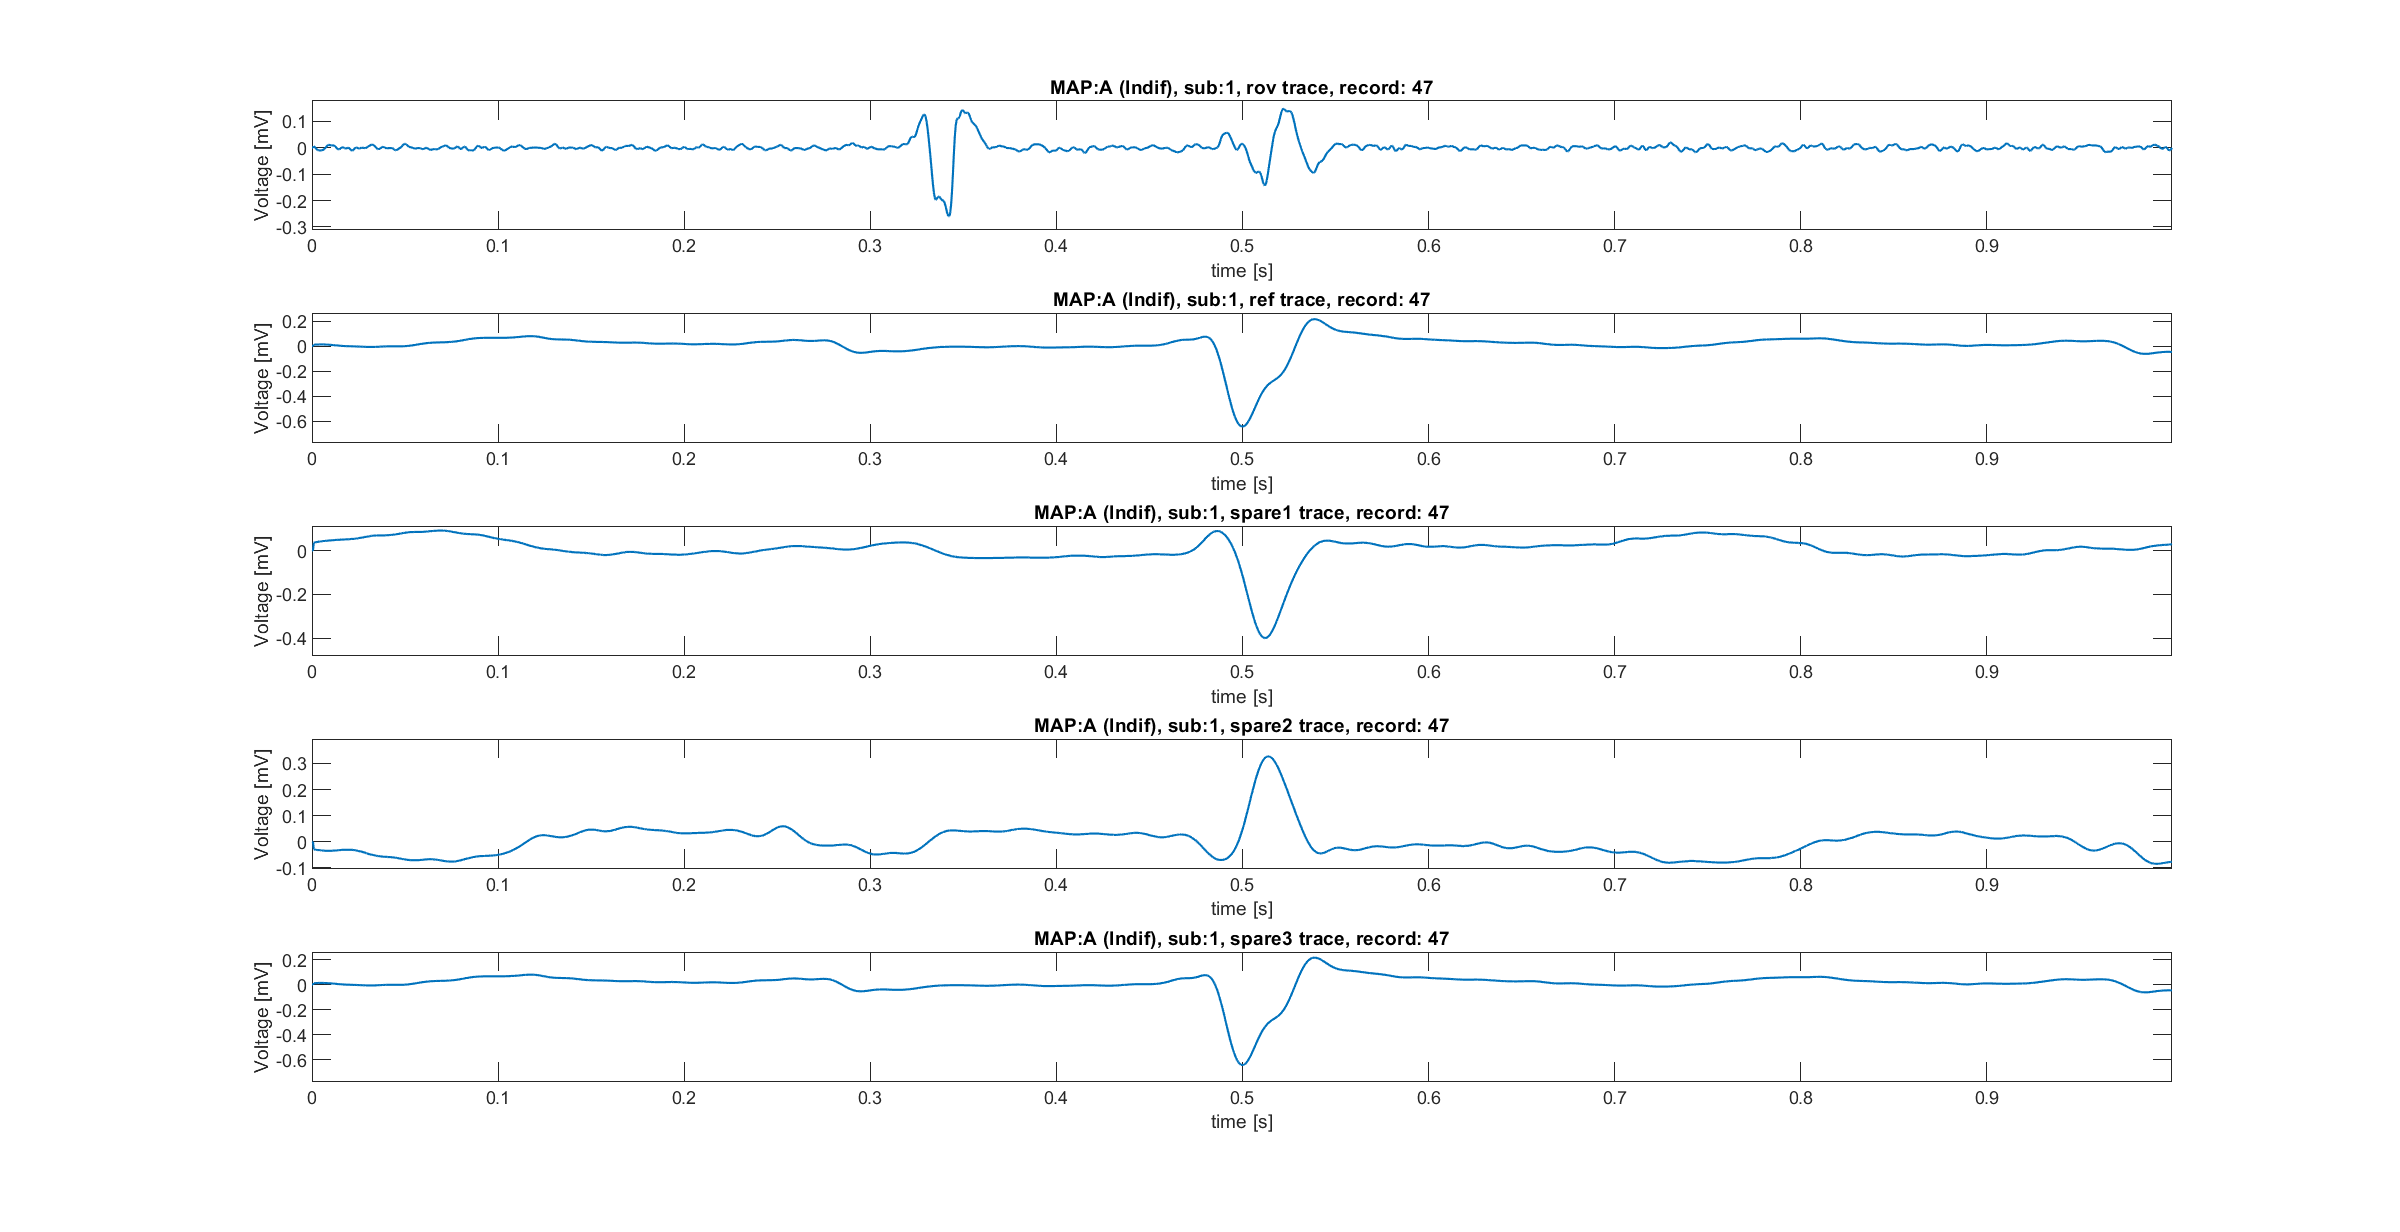 MAP:A (Indif), sub:1, rov trace, record: 47
Voltage [mV]
0.1
0
-0.1
-0.2
-0.3
0 0.1 0.2 0.3 0.4 0.5 0.6 0.7 0.8 0.9
time [s]
MAP:A (Indif), sub:1, ref trace, record: 47
Voltage [mV]
0.2
0
-0.2
-0.4
-0.6
0 0.1 0.2 0.3 0.4 0.5 0.6 0.7 0.8 0.9
time [s]
MAP:A (Indif), sub:1, spare1 trace, record: 47
Voltage [mV]
0
-0.2
-0.4
0 0.1 0.2 0.3 0.4 0.5 0.6 0.7 0.8 0.9
time [s]
MAP:A (Indif), sub:1, spare2 trace, record: 47
Voltage [mV]
0.3
0.2
0.1
0
-0.1
0 0.1 0.2 0.3 0.4 0.5 0.6 0.7 0.8 0.9
time [s]
MAP:A (Indif), sub:1, spare3 trace, record: 47
Voltage [mV]
0.2
0
-0.2
-0.4
-0.6
0 0.1 0.2 0.3 0.4 0.5 0.6 0.7 0.8 0.9
time [s]